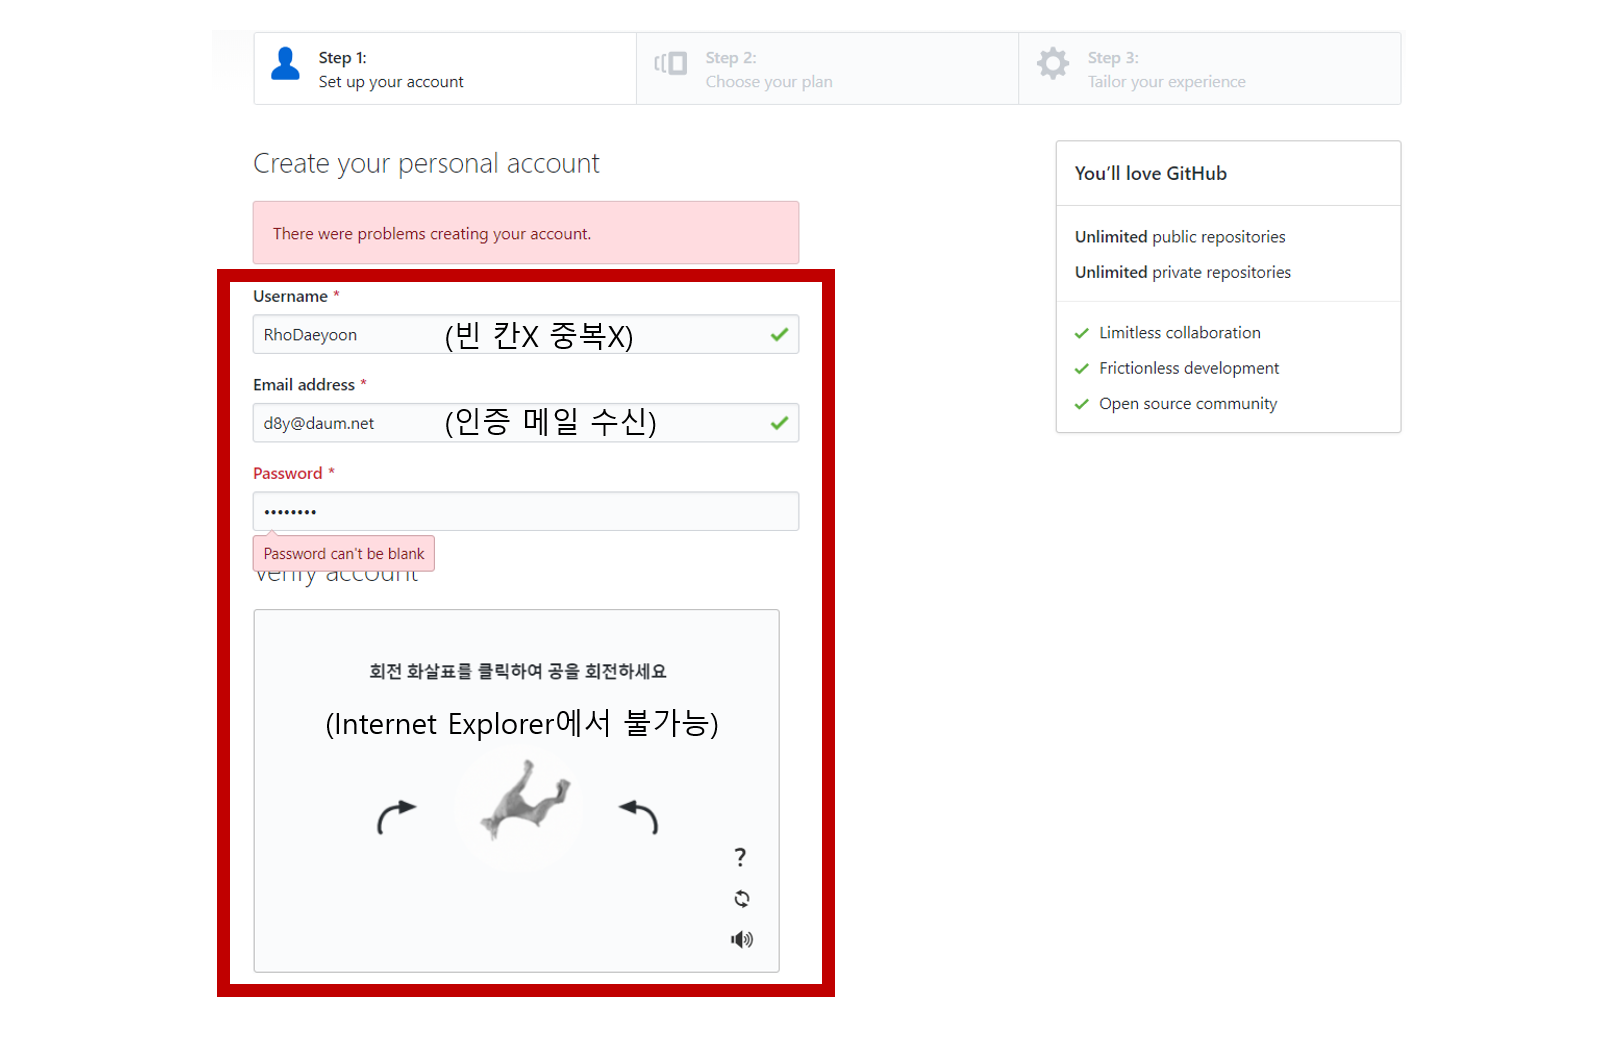 Step 1:
Set up your account
Step 2:
Choose your plan
Step 3:
Tailor your experience
Create your personal account
There were problems creating your account.
Username *
RhoDaeyoon (빈 칸X 중복X)
Email address *
d8y@daum.net (인증 메일 수신)
Password *
••••••••
Password can't be blank
Verify account
회전 화살표를 클릭하여 공을 회전하세요
(Internet Explorer에서 불가능)
?
You'll love GitHub
Unlimited public repositories
Unlimited private repositories
Limitless collaboration
Frictionless development
Open source community